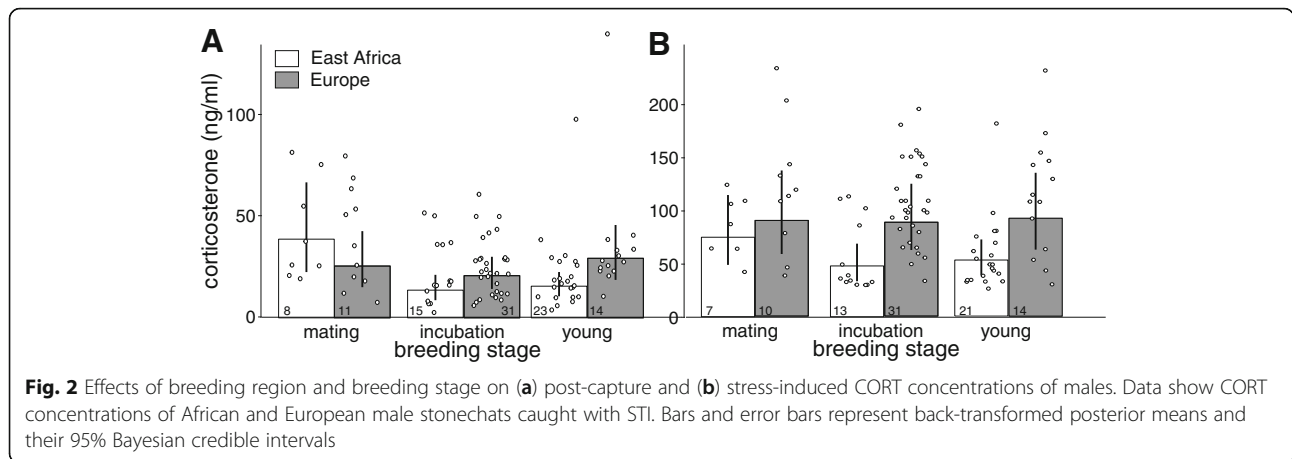 A
B
East Africa
Europe
corticosterone (ng/ml)
100
50
0
200
150
100
50
0
8
11
15
31
23
14
7
10
13
31
21
14
mating
incubation
young
mating
incubation
young
breeding stage
breeding stage
Fig. 2 Effects of breeding region and breeding stage on (a) post-capture and (b) stress-induced CORT concentrations of males. Data show CORT
concentrations of African and European male stonechats caught with STI. Bars and error bars represent back-transformed posterior means and
their 95% Bayesian credible intervals